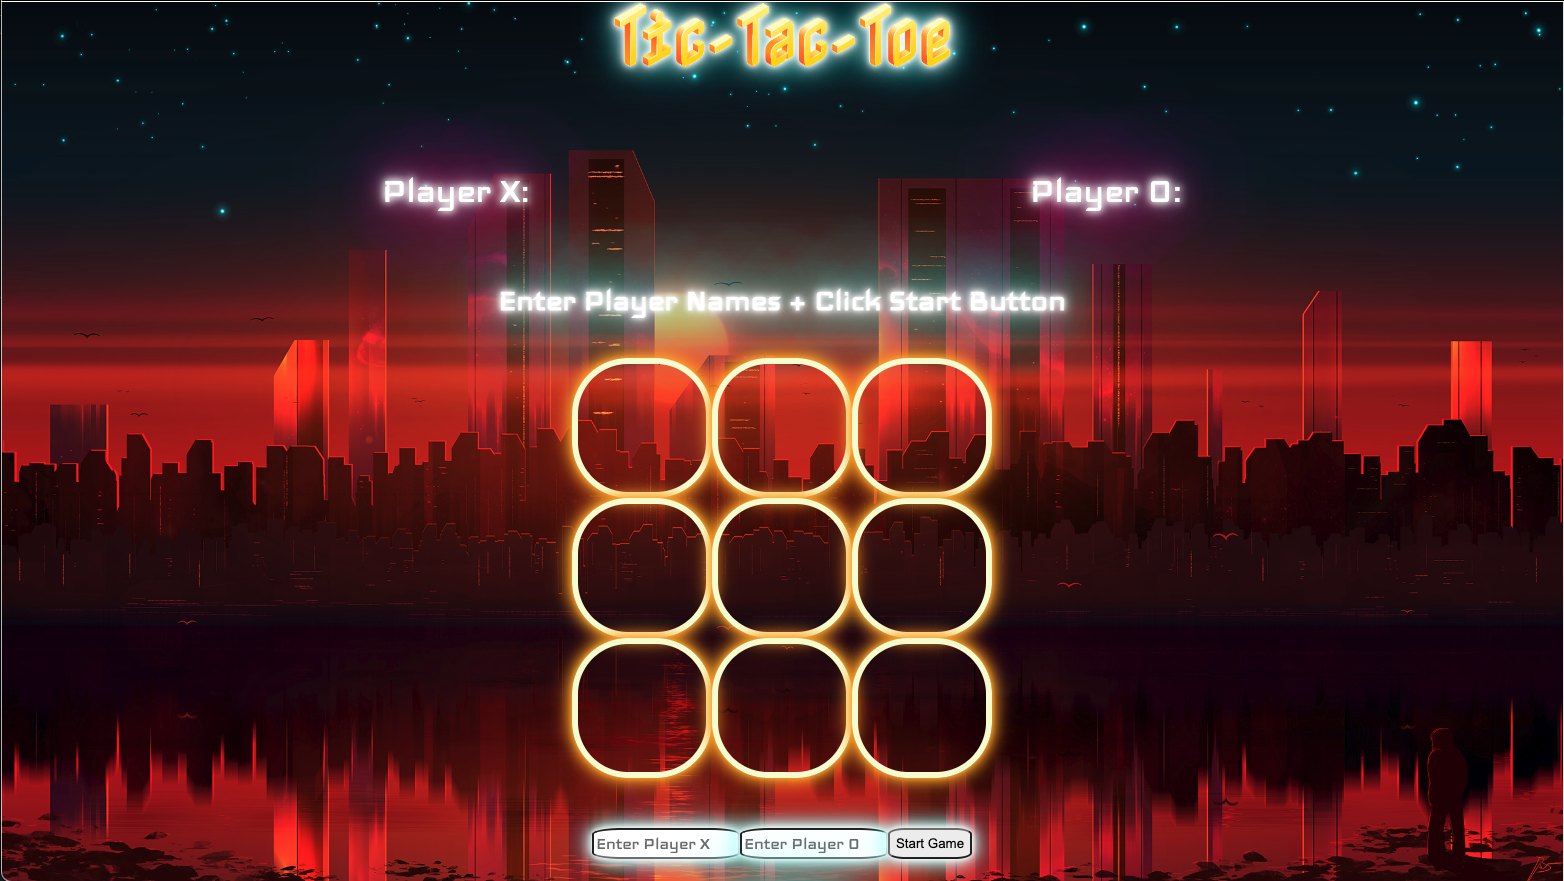 Tic-Tac-Toe
Player X:
Player O:
Enter Player Names + Click Start Button
Enter Player X
Enter Player O
Start Game